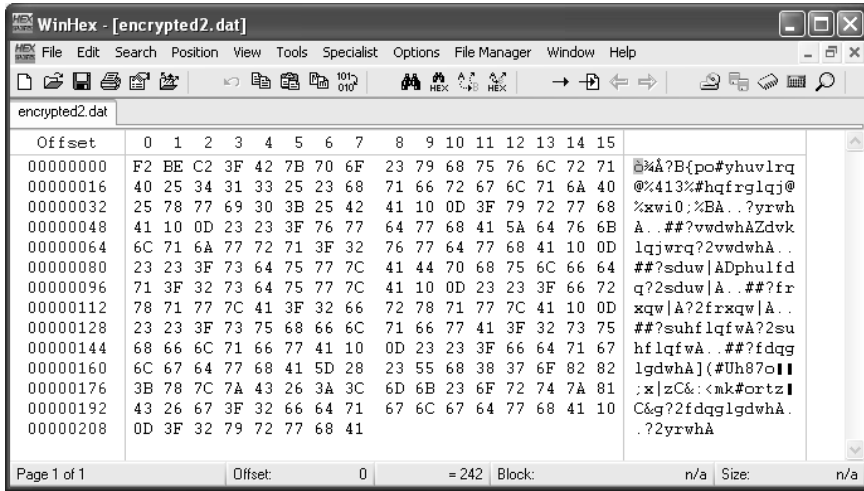 WinHex - [encrypted2.dat]
File Edit Search Position View Tools Specialist Options File Manager Window Help
encrypted2.dat
Offset 0 1 2 3 4 5 6 7 8 9 10 11 12 13 14 15
00000000 F2 BE C2 3F 42 7B 70 6F 23 79 68 75 76 6C 72 71 ò¾Â?B{po#yhuvlrq
00000016 40 25 34 31 33 25 23 68 71 66 72 67 6C 71 6A 40 @%413%#hqfrglqj@
00000032 25 78 77 69 30 3B 25 42 41 10 0D 3F 79 72 77 68 %xwi0;%BA..?yrwh
00000048 41 10 0D 23 23 3F 76 77 64 77 68 41 5A 64 76 6B A..##?vwdwhAZdvk
00000064 6C 71 6A 77 72 71 3F 32 76 77 64 77 68 41 10 0D lqjwrq?2vwdwhA..
00000080 23 23 3F 73 64 75 77 7C 41 44 70 68 75 6C 66 64 ##?sduw|ADphulfd
00000096 71 3F 32 73 64 75 77 7C 41 10 0D 23 23 3F 66 72 q?2sduw|A..##?fr
00000112 78 71 77 7C 41 3F 32 66 72 78 71 77 7C 41 10 0D xqw|A?2frxqw|A..
00000128 23 23 3F 73 75 68 66 6C 71 66 77 41 3F 32 73 75 ##?suhflqfwA?2su
00000144 68 66 6C 71 66 77 41 10 0D 23 23 3F 66 64 71 67 hflqfwA..##?fdqg
00000160 6C 67 64 77 68 41 5D 28 23 55 68 38 37 6F 82 82 lgdwhA](#Uh87o▮▮
00000176 3B 78 7C 7A 43 26 3A 3C 6D 6B 23 6F 72 74 7A 81 ;x|zC&:<mk#ortz▮
00000192 43 26 67 3F 32 66 64 71 67 6C 67 64 77 68 41 10 C&g?2fdqglgdwhA.
00000208 0D 3F 32 79 72 77 68 41 .?2yrwhA
Page 1 of 1 Offset: 0 = 242 Block: n/a Size: n/a